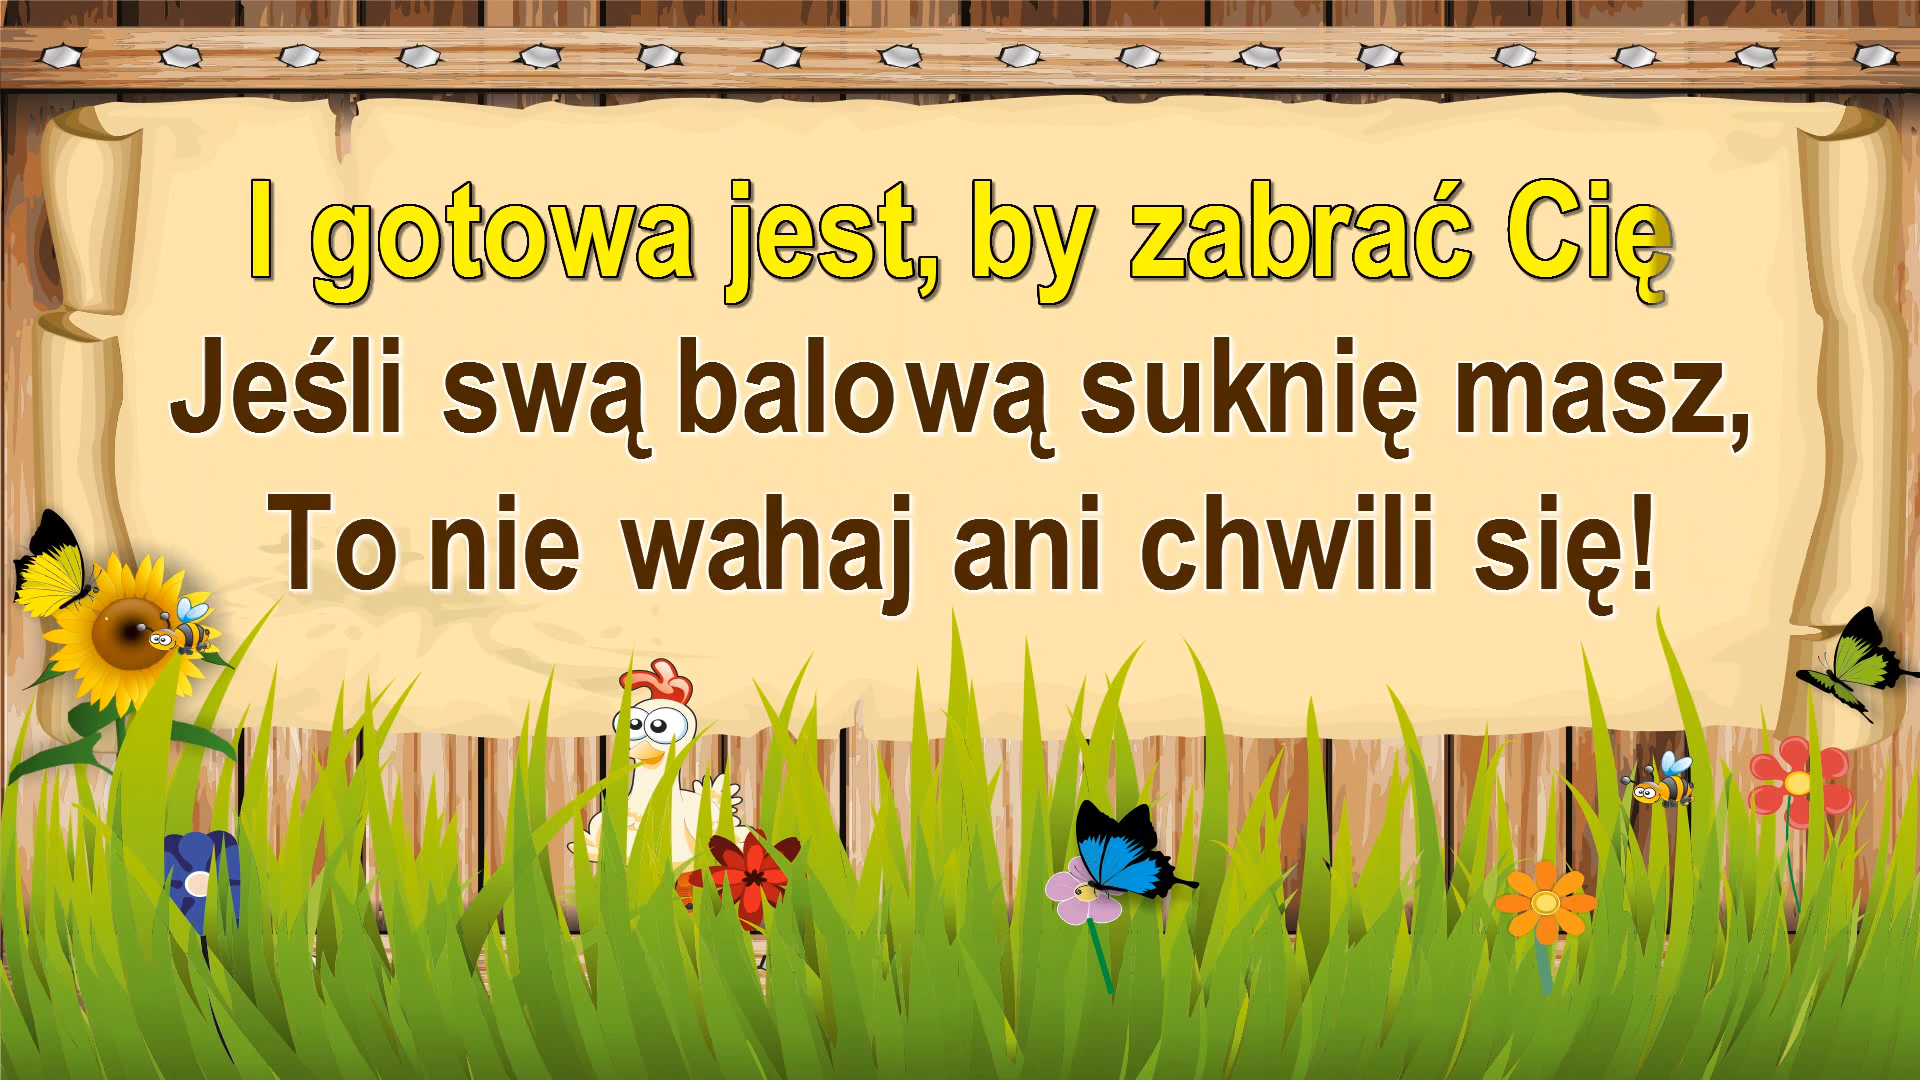 I gotowa jest, by zabrać Cię
Jeśli swą balową suknię masz,
To nie wahaj ani chwili się!